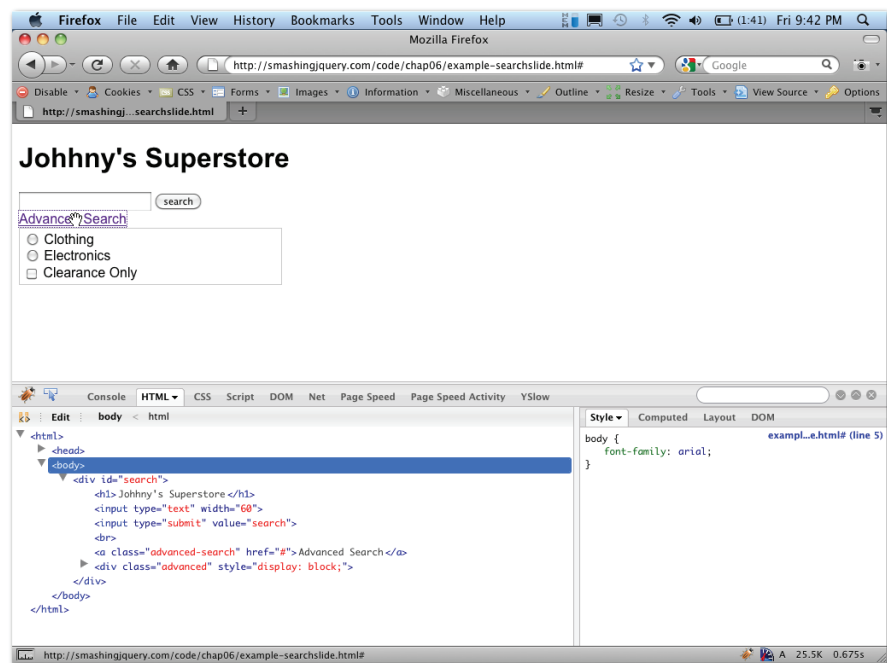 Firefox File Edit View History Bookmarks Tools Window Help (1:41) Fri 9:42 PM
Mozilla Firefox
http://smashingjquery.com/code/chap06/example-searchslide.html# Google
Disable Cookies CSS Forms Images Information Miscellaneous Outline Resize Tools View Source Options
http://smashingj...searchslide.html +
Johhny's Superstore
search
Advanced Search
Clothing
Electronics
Clearance Only
Console HTML CSS Script DOM Net Page Speed Page Speed Activity YSlow
Edit body < html Style Computed Layout DOM
<html>
<head>
<body>
<div id="search">
<h1>Johhny's Superstore</h1>
<input type="text" width="60">
<input type="submit" value="search">
<br>
<a class="advanced-search" href="#">Advanced Search</a>
<div class="advanced" style="display: block;">
</div>
</body>
</html>
body { exampl...e.html# (line 5)
font-family: arial;
}
http://smashingjquery.com/code/chap06/example-searchslide.html# A 25.5K 0.675s